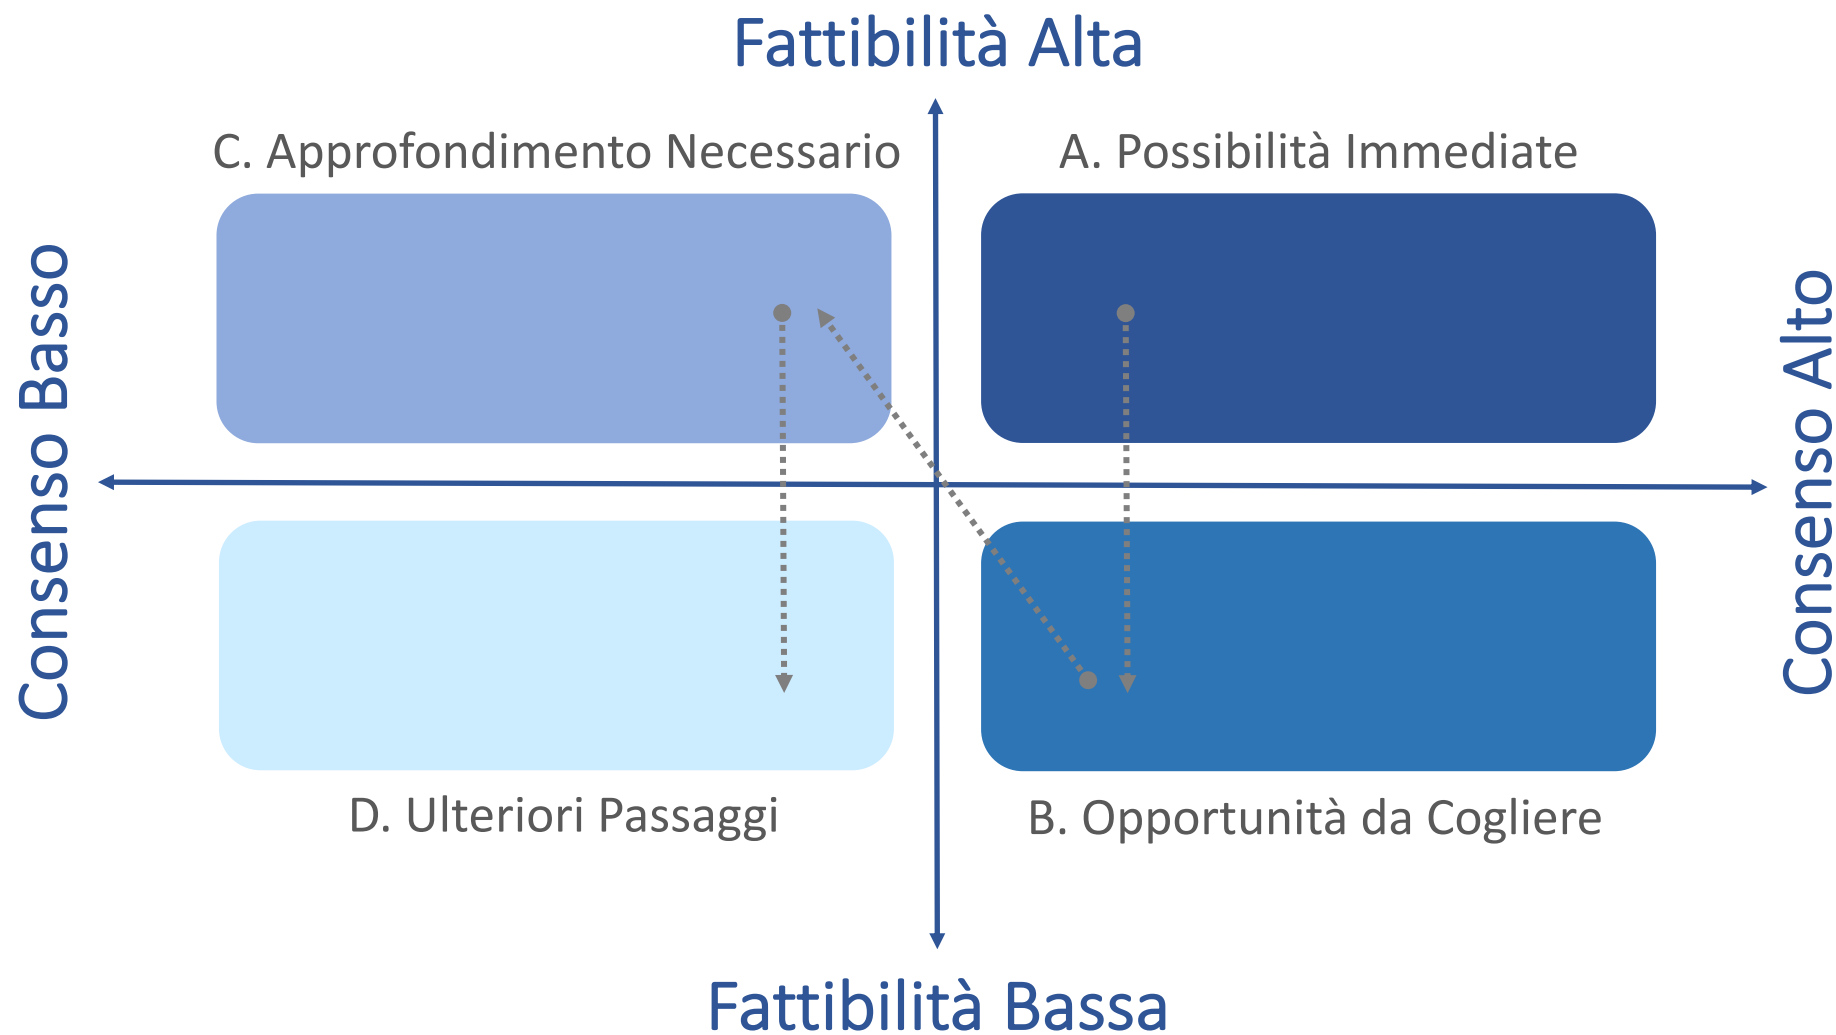 Fattibilità Alta
C. Approfondimento Necessario
A. Possibilità Immediate
Consenso Basso
Consenso Alto
D. Ulteriori Passaggi
B. Opportunità da Cogliere
Fattibilità Bassa